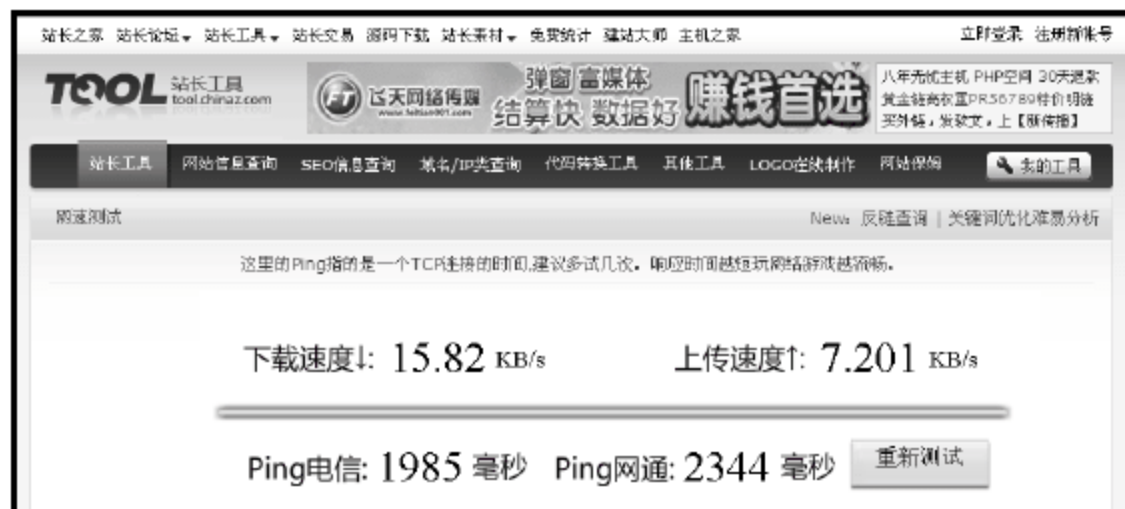 站长之家 站长论坛 站长工具 站长交易 源码下载 站长素材 免费统计 建站大师 主机之家 立即登录 注册新帐号
TOOL 站长工具
tool.chinaz.com
飞天网络传媒
www.feitian001.com
弹窗 富媒体
结算快 数据好
赚钱首选
八年无忧主机 PHP空间 30天退款
黄金链高权重PR56789特价明链
买外链，发软文，上【脉传播】
站长工具 网站信息查询 SEO信息查询 域名/IP类查询 代码转换工具 其他工具 LOGO在线制作 网站保姆 我的工具
网速测试 New: 反链查询 | 关键词优化难易分析
这里的Ping指的是一个TCP连接的时间,建议多试几次。响应时间越短玩网络游戏越流畅。
下载速度↓: 15.82 KB/s 上传速度↑: 7.201 KB/s
Ping电信: 1985 毫秒 Ping网通: 2344 毫秒 重新测试